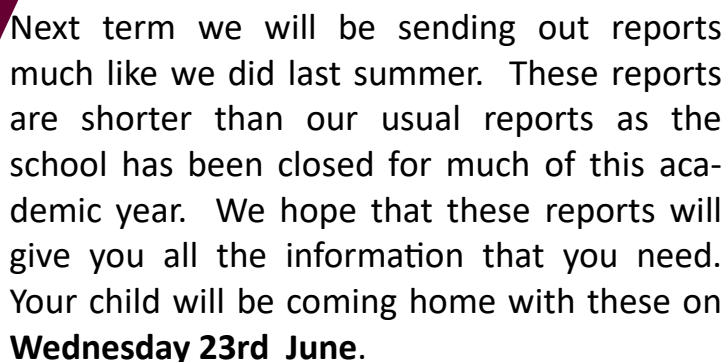 Next term we will be sending out reports
much like we did last summer. These reports
are shorter than our usual reports as the
school has been closed for much of this aca-
demic year. We hope that these reports will
give you all the information that you need.
Your child will be coming home with these on
Wednesday 23rd June.